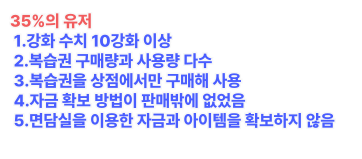 35%의 유저
1.강화 수치 10강화 이상
2.복습권 구매량과 사용량 다수
3.복습권을 상점에서만 구매해 사용
4.자금 확보 방법이 판매밖에 없었음
5.면담실을 이용한 자금과 아이템을 확보하지 않음